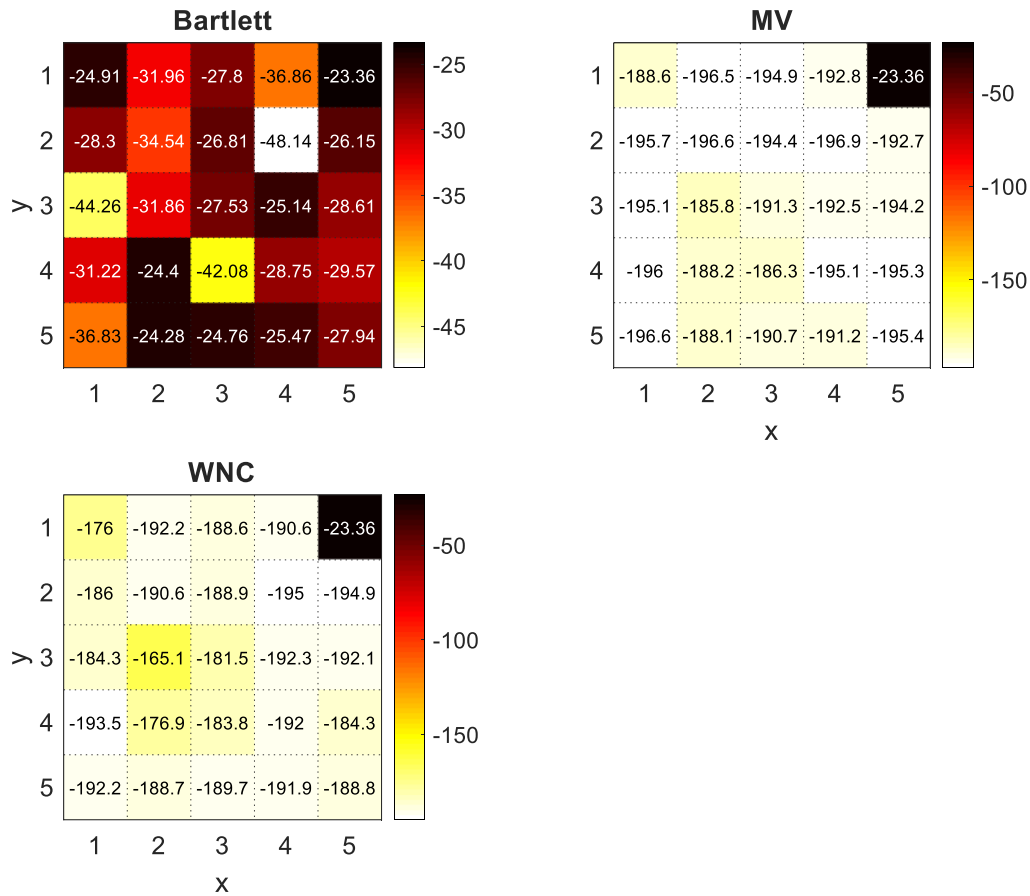 Bartlett
1 -24.91 -31.96 -27.8 -36.86 -23.36
2 -28.3 -34.54 -26.81 -48.14 -26.15
y 3 -44.26 -31.86 -27.53 -25.14 -28.61
4 -31.22 -24.4 -42.08 -28.75 -29.57
5 -36.83 -24.28 -24.76 -25.47 -27.94
1 2 3 4 5
-25
-30
-35
-40
-45
MV
1 -188.6 -196.5 -194.9 -192.8 -23.36
2 -195.7 -196.6 -194.4 -196.9 -192.7
3 -195.1 -185.8 -191.3 -192.5 -194.2
4 -196 -188.2 -186.3 -195.1 -195.3
5 -196.6 -188.1 -190.7 -191.2 -195.4
1 2 3 4 5
x
-50
-100
-150
WNC
1 -176 -192.2 -188.6 -190.6 -23.36
2 -186 -190.6 -188.9 -195 -194.9
y 3 -184.3 -165.1 -181.5 -192.3 -192.1
4 -193.5 -176.9 -183.8 -192 -184.3
5 -192.2 -188.7 -189.7 -191.9 -188.8
1 2 3 4 5
x
-50
-100
-150